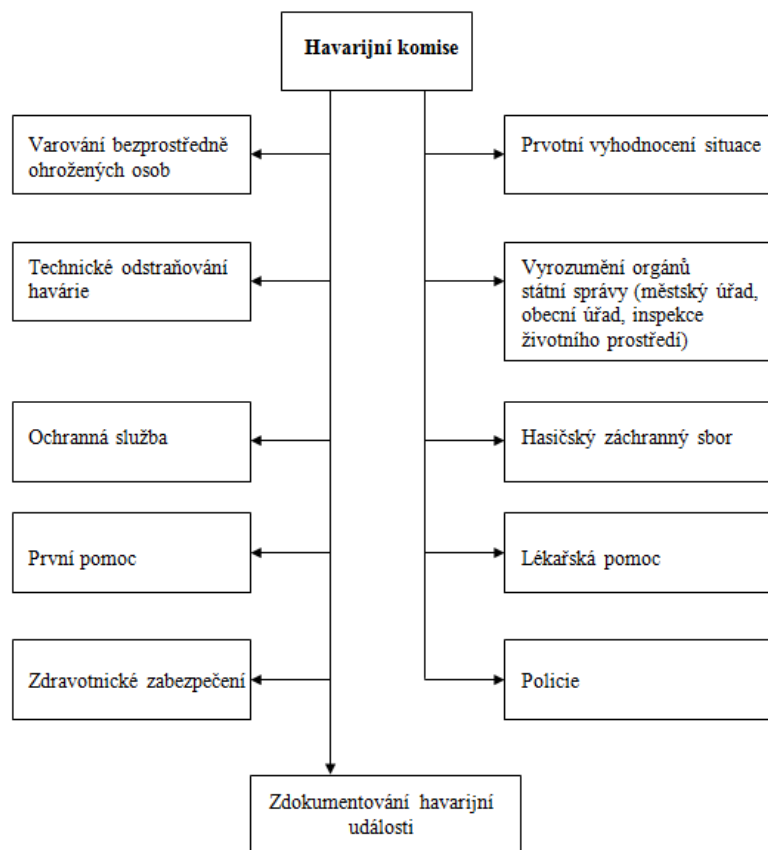 Havarijní komise
Varování bezprostředně
ohrožených osob
Prvotní vyhodnocení situace
Technické odstraňování
havárie
Vyrozumění orgánů
státní správy (městský úřad,
obecní úřad, inspekce
životního prostředí)
Ochranná služba
Hasičský záchranný sbor
První pomoc
Lékařská pomoc
Zdravotnické zabezpečení
Policie
Zdokumentování havarijní
události